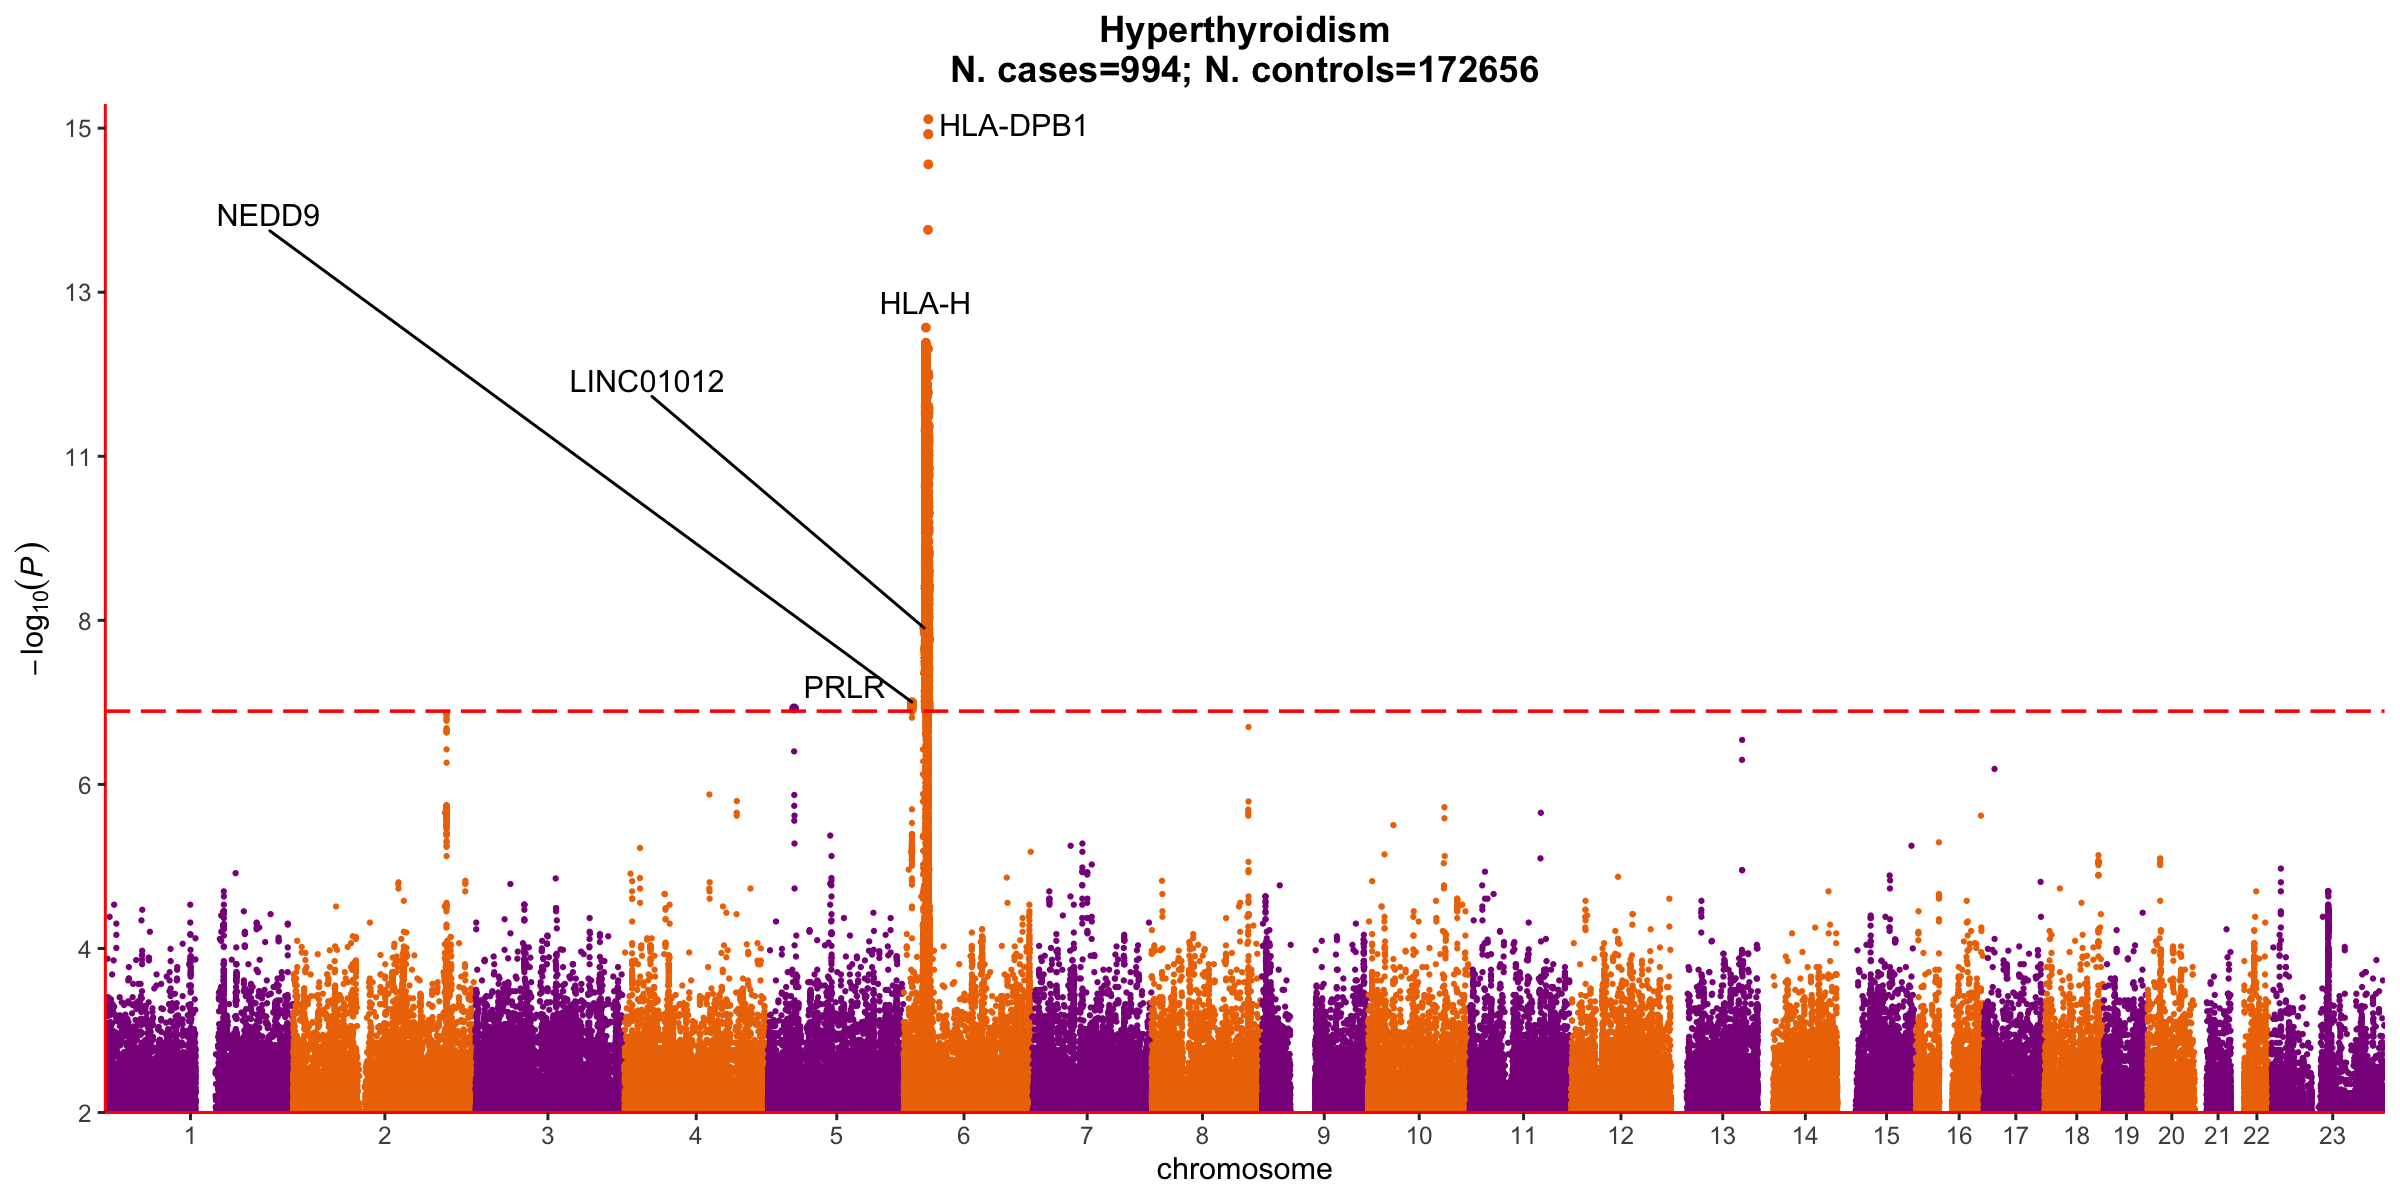 Hyperthyroidism
N. cases=994; N. controls=172656
15
HLA-DPB1
NEDD9
13
HLA-H
LINC01012
11
−log10(P)
8
PRLR
6
4
2
1 2 3 4 5 6 7 8 9 10 11 12 13 14 15 16 17 18 19 20 21 22 23
chromosome